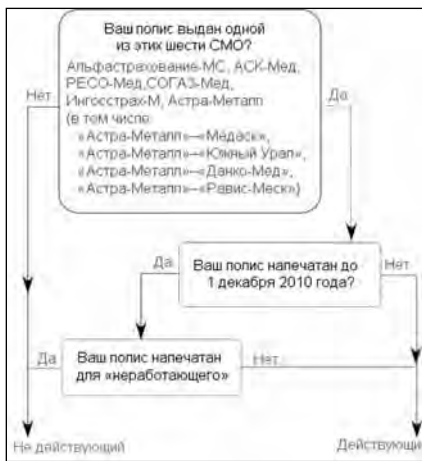 Ваш полис выдан одной
из этих шести СМО?
Альфастрахование-МС, АСК-Мед,
РЕСО-Мед,СОГАЗ-Мед,
Ингосстрах-М, Астра-Металл
(в том числе
«Астра-Металл»–«Медэск»,
«Астра-Металл»–«Южный Урал»,
«Астра-Металл»–«Данко-Мед»,
«Астра-Металл»–«Равис-Меск»)
Нет
Да
Ваш полис напечатан до
1 декабря 2010 года?
Да
Нет
Ваш полис напечатан
для «неработающего»
Да
Нет
Не действующий
Действующи